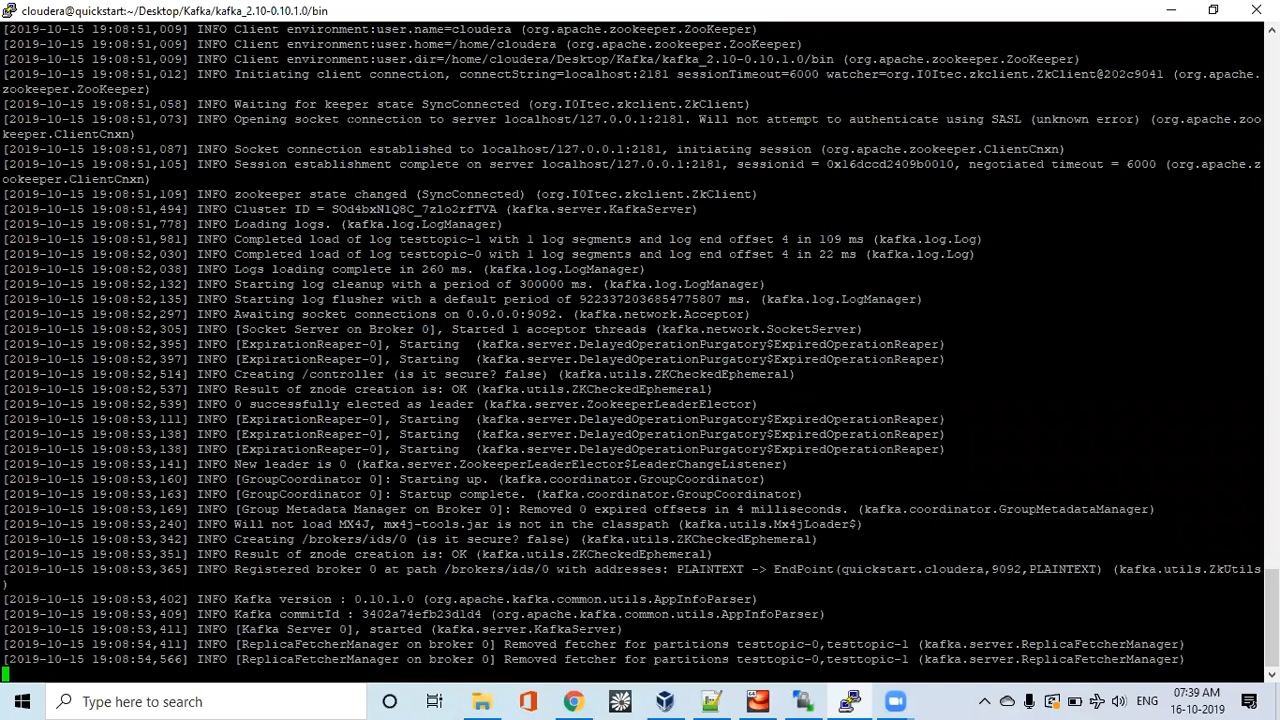 cloudera@quickstart:~/Desktop/Kafka/kafka_2.10-0.10.1.0/bin
[2019-10-15 19:08:51,009] INFO Client environment:user.name=cloudera (org.apache.zookeeper.ZooKeeper)
[2019-10-15 19:08:51,009] INFO Client environment:user.home=/home/cloudera (org.apache.zookeeper.ZooKeeper)
[2019-10-15 19:08:51,009] INFO Client environment:user.dir=/home/cloudera/Desktop/Kafka/kafka_2.10-0.10.1.0/bin (org.apache.zookeeper.ZooKeeper)
[2019-10-15 19:08:51,012] INFO Initiating client connection, connectString=localhost:2181 sessionTimeout=6000 watcher=org.I0Itec.zkclient.ZkClient@202c9041 (org.apache.
zookeeper.ZooKeeper)
[2019-10-15 19:08:51,058] INFO Waiting for keeper state SyncConnected (org.I0Itec.zkclient.ZkClient)
[2019-10-15 19:08:51,073] INFO Opening socket connection to server localhost/127.0.0.1:2181. Will not attempt to authenticate using SASL (unknown error) (org.apache.zoo
keeper.ClientCnxn)
[2019-10-15 19:08:51,087] INFO Socket connection established to localhost/127.0.0.1:2181, initiating session (org.apache.zookeeper.ClientCnxn)
[2019-10-15 19:08:51,105] INFO Session establishment complete on server localhost/127.0.0.1:2181, sessionid = 0x16dccd2409b0010, negotiated timeout = 6000 (org.apache.z
ookeeper.ClientCnxn)
[2019-10-15 19:08:51,109] INFO zookeeper state changed (SyncConnected) (org.I0Itec.zkclient.ZkClient)
[2019-10-15 19:08:51,494] INFO Cluster ID = SOd4bxNlQ8C_7zlo2rfTVA (kafka.server.KafkaServer)
[2019-10-15 19:08:51,778] INFO Loading logs. (kafka.log.LogManager)
[2019-10-15 19:08:51,981] INFO Completed load of log testtopic-1 with 1 log segments and log end offset 4 in 109 ms (kafka.log.Log)
[2019-10-15 19:08:52,030] INFO Completed load of log testtopic-0 with 1 log segments and log end offset 4 in 22 ms (kafka.log.Log)
[2019-10-15 19:08:52,038] INFO Logs loading complete in 260 ms. (kafka.log.LogManager)
[2019-10-15 19:08:52,132] INFO Starting log cleanup with a period of 300000 ms. (kafka.log.LogManager)
[2019-10-15 19:08:52,135] INFO Starting log flusher with a default period of 9223372036854775807 ms. (kafka.log.LogManager)
[2019-10-15 19:08:52,297] INFO Awaiting socket connections on 0.0.0.0:9092. (kafka.network.Acceptor)
[2019-10-15 19:08:52,305] INFO [Socket Server on Broker 0], Started 1 acceptor threads (kafka.network.SocketServer)
[2019-10-15 19:08:52,395] INFO [ExpirationReaper-0], Starting  (kafka.server.DelayedOperationPurgatory$ExpiredOperationReaper)
[2019-10-15 19:08:52,397] INFO [ExpirationReaper-0], Starting  (kafka.server.DelayedOperationPurgatory$ExpiredOperationReaper)
[2019-10-15 19:08:52,514] INFO Creating /controller (is it secure? false) (kafka.utils.ZKCheckedEphemeral)
[2019-10-15 19:08:52,537] INFO Result of znode creation is: OK (kafka.utils.ZKCheckedEphemeral)
[2019-10-15 19:08:52,539] INFO 0 successfully elected as leader (kafka.server.ZookeeperLeaderElector)
[2019-10-15 19:08:53,111] INFO [ExpirationReaper-0], Starting  (kafka.server.DelayedOperationPurgatory$ExpiredOperationReaper)
[2019-10-15 19:08:53,138] INFO [ExpirationReaper-0], Starting  (kafka.server.DelayedOperationPurgatory$ExpiredOperationReaper)
[2019-10-15 19:08:53,138] INFO [ExpirationReaper-0], Starting  (kafka.server.DelayedOperationPurgatory$ExpiredOperationReaper)
[2019-10-15 19:08:53,141] INFO New leader is 0 (kafka.server.ZookeeperLeaderElector$LeaderChangeListener)
[2019-10-15 19:08:53,160] INFO [GroupCoordinator 0]: Starting up. (kafka.coordinator.GroupCoordinator)
[2019-10-15 19:08:53,163] INFO [GroupCoordinator 0]: Startup complete. (kafka.coordinator.GroupCoordinator)
[2019-10-15 19:08:53,169] INFO [Group Metadata Manager on Broker 0]: Removed 0 expired offsets in 4 milliseconds. (kafka.coordinator.GroupMetadataManager)
[2019-10-15 19:08:53,240] INFO Will not load MX4J, mx4j-tools.jar is not in the classpath (kafka.utils.Mx4jLoader$)
[2019-10-15 19:08:53,342] INFO Creating /brokers/ids/0 (is it secure? false) (kafka.utils.ZKCheckedEphemeral)
[2019-10-15 19:08:53,351] INFO Result of znode creation is: OK (kafka.utils.ZKCheckedEphemeral)
[2019-10-15 19:08:53,365] INFO Registered broker 0 at path /brokers/ids/0 with addresses: PLAINTEXT -> EndPoint(quickstart.cloudera,9092,PLAINTEXT) (kafka.utils.ZkUtils
)
[2019-10-15 19:08:53,402] INFO Kafka version : 0.10.1.0 (org.apache.kafka.common.utils.AppInfoParser)
[2019-10-15 19:08:53,409] INFO Kafka commitId : 3402a74efb23d1d4 (org.apache.kafka.common.utils.AppInfoParser)
[2019-10-15 19:08:53,411] INFO [Kafka Server 0], started (kafka.server.KafkaServer)
[2019-10-15 19:08:54,411] INFO [ReplicaFetcherManager on broker 0] Removed fetcher for partitions testtopic-0,testtopic-1 (kafka.server.ReplicaFetcherManager)
[2019-10-15 19:08:54,566] INFO [ReplicaFetcherManager on broker 0] Removed fetcher for partitions testtopic-0,testtopic-1 (kafka.server.ReplicaFetcherManager)
Type here to search
ENG
07:39 AM
16-10-2019